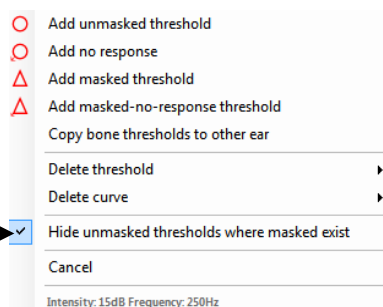 Add unmasked threshold
Add no response
Add masked threshold
Add masked-no-response threshold
Copy bone thresholds to other ear
Delete threshold
Delete curve
Hide unmasked thresholds where masked exist
Cancel
Intensity: 15dB Frequency: 250Hz